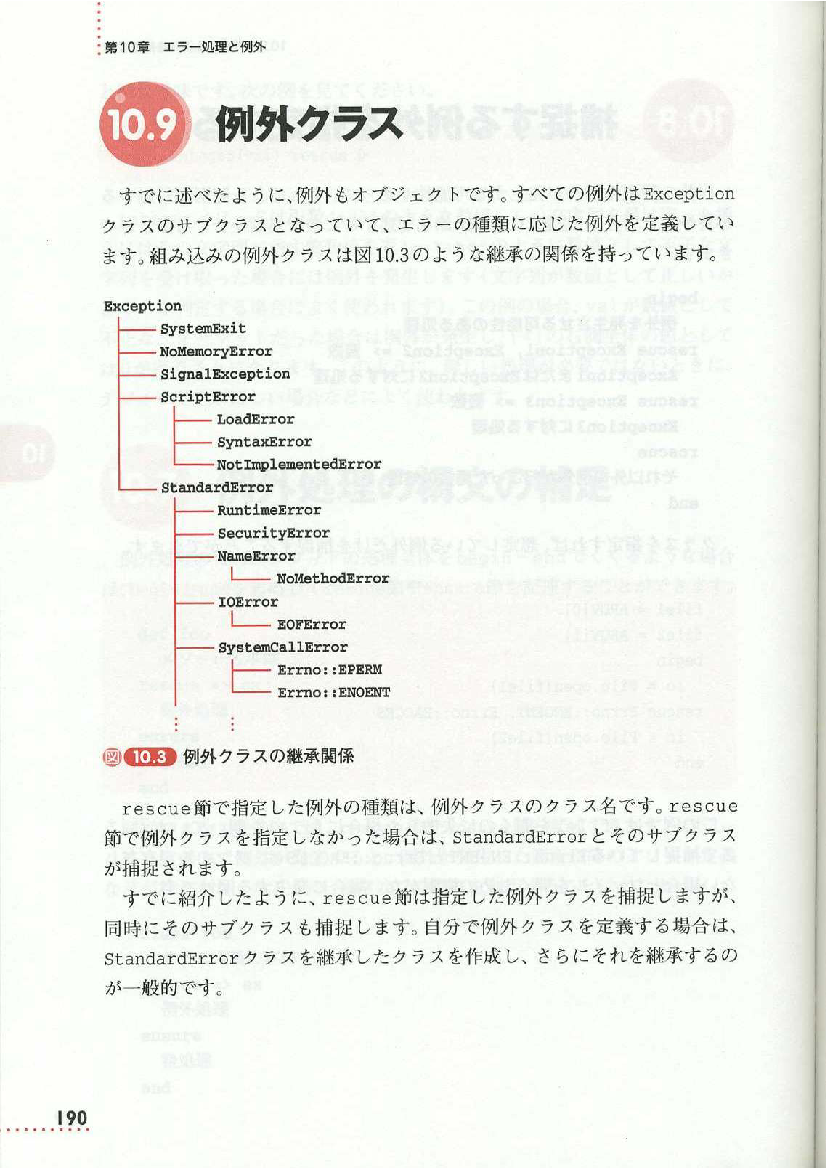 第10章 エラー処理と例外
10.9 例外クラス
すでに述べたように、例外もオブジェクトです。すべての例外はException
クラスのサブクラスとなっていて、エラーの種類に応じた例外を定義してい
ます。組み込みの例外クラスは図10.3のような継承の関係を持っています。
Exception
SystemExit
NoMemoryError
SignalException
ScriptError
LoadError
SyntaxError
NotImplementedError
StandardError
RuntimeError
SecurityError
NameError
NoMethodError
IOError
EOFError
SystemCallError
Errno::EPERM
Errno::ENOENT
図 10.3 例外クラスの継承関係
rescue節で指定した例外の種類は、例外クラスのクラス名です。rescue
節で例外クラスを指定しなかった場合は、StandardErrorとそのサブクラス
が捕捉されます。
すでに紹介したように、rescue節は指定した例外クラスを捕捉しますが、
同時にそのサブクラスも捕捉します。自分で例外クラスを定義する場合は、
StandardErrorクラスを継承したクラスを作成し、さらにそれを継承するの
が一般的です。
190